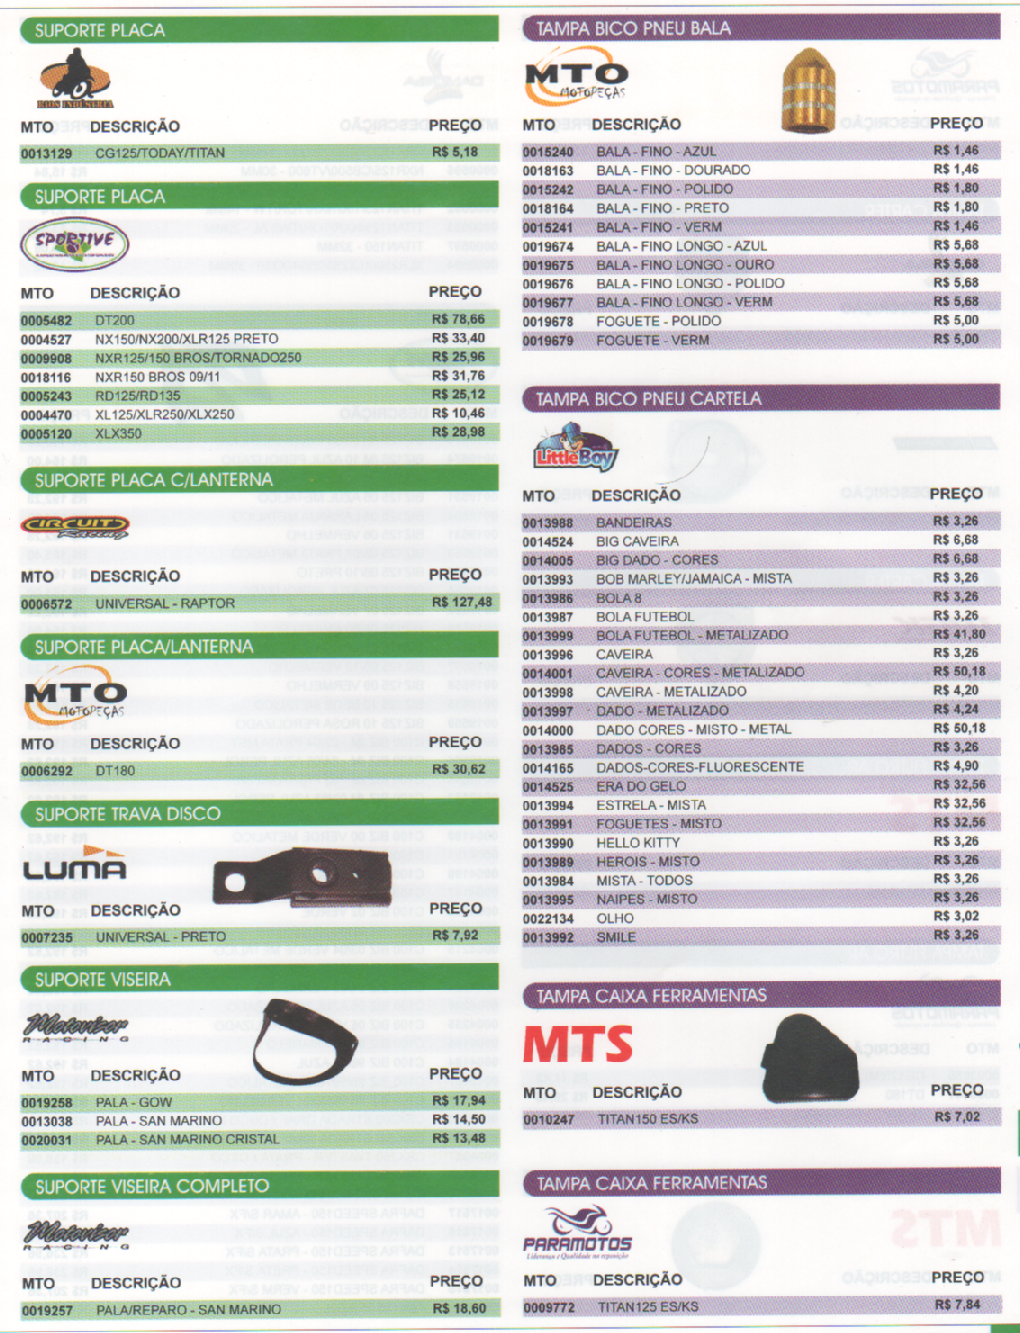 SUPORTE PLACA
RIOS INDUSTRIA
MTO DESCRIÇÃO PREÇO
0013129 CG125/TODAY/TITAN R$ 5,18
SUPORTE PLACA
SPORTIVE
MTO DESCRIÇÃO PREÇO
0005482 DT200 R$ 78,66
0004527 NX150/NX200/XLR125 PRETO R$ 33,40
0009908 NXR125/150 BROS/TORNADO250 R$ 25,96
0018116 NXR150 BROS 09/11 R$ 31,76
0005243 RD125/RD135 R$ 25,12
0004470 XL125/XLR250/XLX250 R$ 10,46
0005120 XLX350 R$ 28,98
SUPORTE PLACA C/LANTERNA
CIRCUIT
Racing
MTO DESCRIÇÃO PREÇO
0006572 UNIVERSAL - RAPTOR R$ 127,48
SUPORTE PLACA/LANTERNA
MTO
MOTOPEÇAS
MTO DESCRIÇÃO PREÇO
0006292 DT180 R$ 30,62
SUPORTE TRAVA DISCO
LUMA
MTO DESCRIÇÃO PREÇO
0007235 UNIVERSAL - PRETO R$ 7,92
SUPORTE VISEIRA
RACING
MTO DESCRIÇÃO PREÇO
0019258 PALA - GOW R$ 17,94
0013038 PALA - SAN MARINO R$ 14,50
0020031 PALA - SAN MARINO CRISTAL R$ 13,48
SUPORTE VISEIRA COMPLETO
RACING
MTO DESCRIÇÃO PREÇO
0019257 PALA/REPARO - SAN MARINO R$ 18,60
TAMPA BICO PNEU BALA
MTO
MOTOPEÇAS
MTO DESCRIÇÃO PREÇO
0015240 BALA - FINO - AZUL R$ 1,46
0018163 BALA - FINO - DOURADO R$ 1,46
0015242 BALA - FINO - POLIDO R$ 1,80
0018164 BALA - FINO - PRETO R$ 1,80
0015241 BALA - FINO - VERM R$ 1,46
0019674 BALA - FINO LONGO - AZUL R$ 5,68
0019675 BALA - FINO LONGO - OURO R$ 5,68
0019676 BALA - FINO LONGO - POLIDO R$ 5,68
0019677 BALA - FINO LONGO - VERM R$ 5,68
0019678 FOGUETE - POLIDO R$ 5,00
0019679 FOGUETE - VERM R$ 5,00
TAMPA BICO PNEU CARTELA
LittleBoy
MTO DESCRIÇÃO PREÇO
0013988 BANDEIRAS R$ 3,26
0014524 BIG CAVEIRA R$ 6,68
0014005 BIG DADO - CORES R$ 6,68
0013993 BOB MARLEY/JAMAICA - MISTA R$ 3,26
0013986 BOLA 8 R$ 3,26
0013987 BOLA FUTEBOL R$ 3,26
0013999 BOLA FUTEBOL - METALIZADO R$ 41,80
0013996 CAVEIRA R$ 3,26
0014001 CAVEIRA - CORES - METALIZADO R$ 50,18
0013998 CAVEIRA - METALIZADO R$ 4,20
0013997 DADO - METALIZADO R$ 4,24
0014000 DADO CORES - MISTO - METAL R$ 50,18
0013985 DADOS - CORES R$ 3,26
0014165 DADOS-CORES-FLUORESCENTE R$ 4,90
0014525 ERA DO GELO R$ 32,56
0013994 ESTRELA - MISTA R$ 32,56
0013991 FOGUETES - MISTO R$ 32,56
0013990 HELLO KITTY R$ 3,26
0013989 HEROIS - MISTO R$ 3,26
0013984 MISTA - TODOS R$ 3,26
0013995 NAIPES - MISTO R$ 3,26
0022134 OLHO R$ 3,02
0013992 SMILE R$ 3,26
TAMPA CAIXA FERRAMENTAS
MTS
MTO DESCRIÇÃO PREÇO
0010247 TITAN150 ES/KS R$ 7,02
TAMPA CAIXA FERRAMENTAS
PARAMOTOS
Liderança e Qualidade na reposição
MTO DESCRIÇÃO PREÇO
0009772 TITAN125 ES/KS R$ 7,84